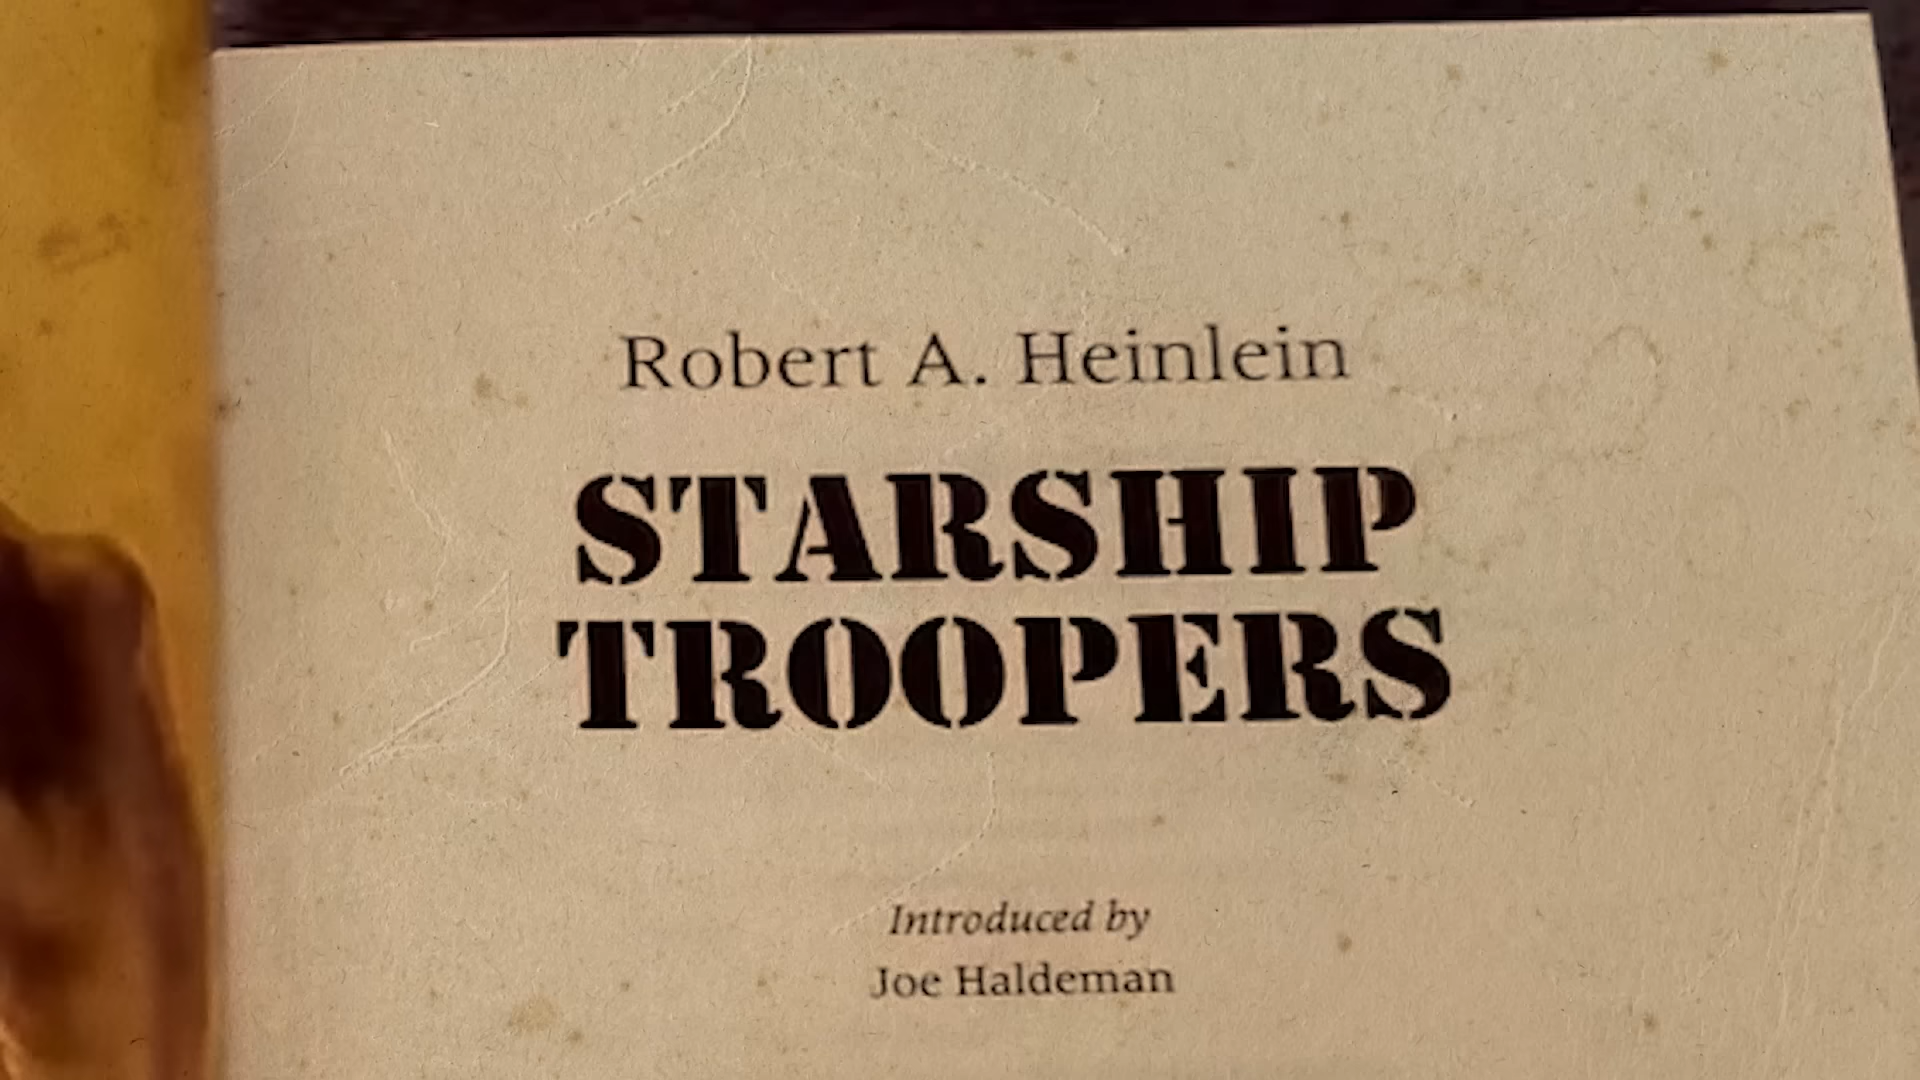 Robert A. Heinlein
STARSHIP
TROOPERS
Introduced by
Joe Haldeman